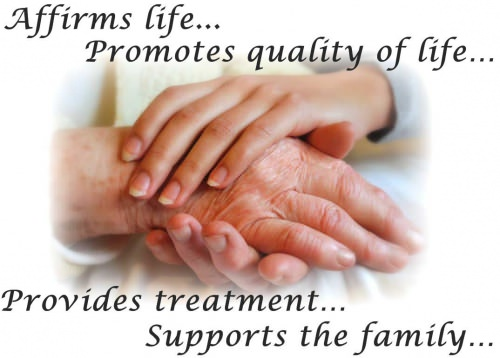 Affirms life...
Promotes quality of life...
Provides treatment...
Supports the family...